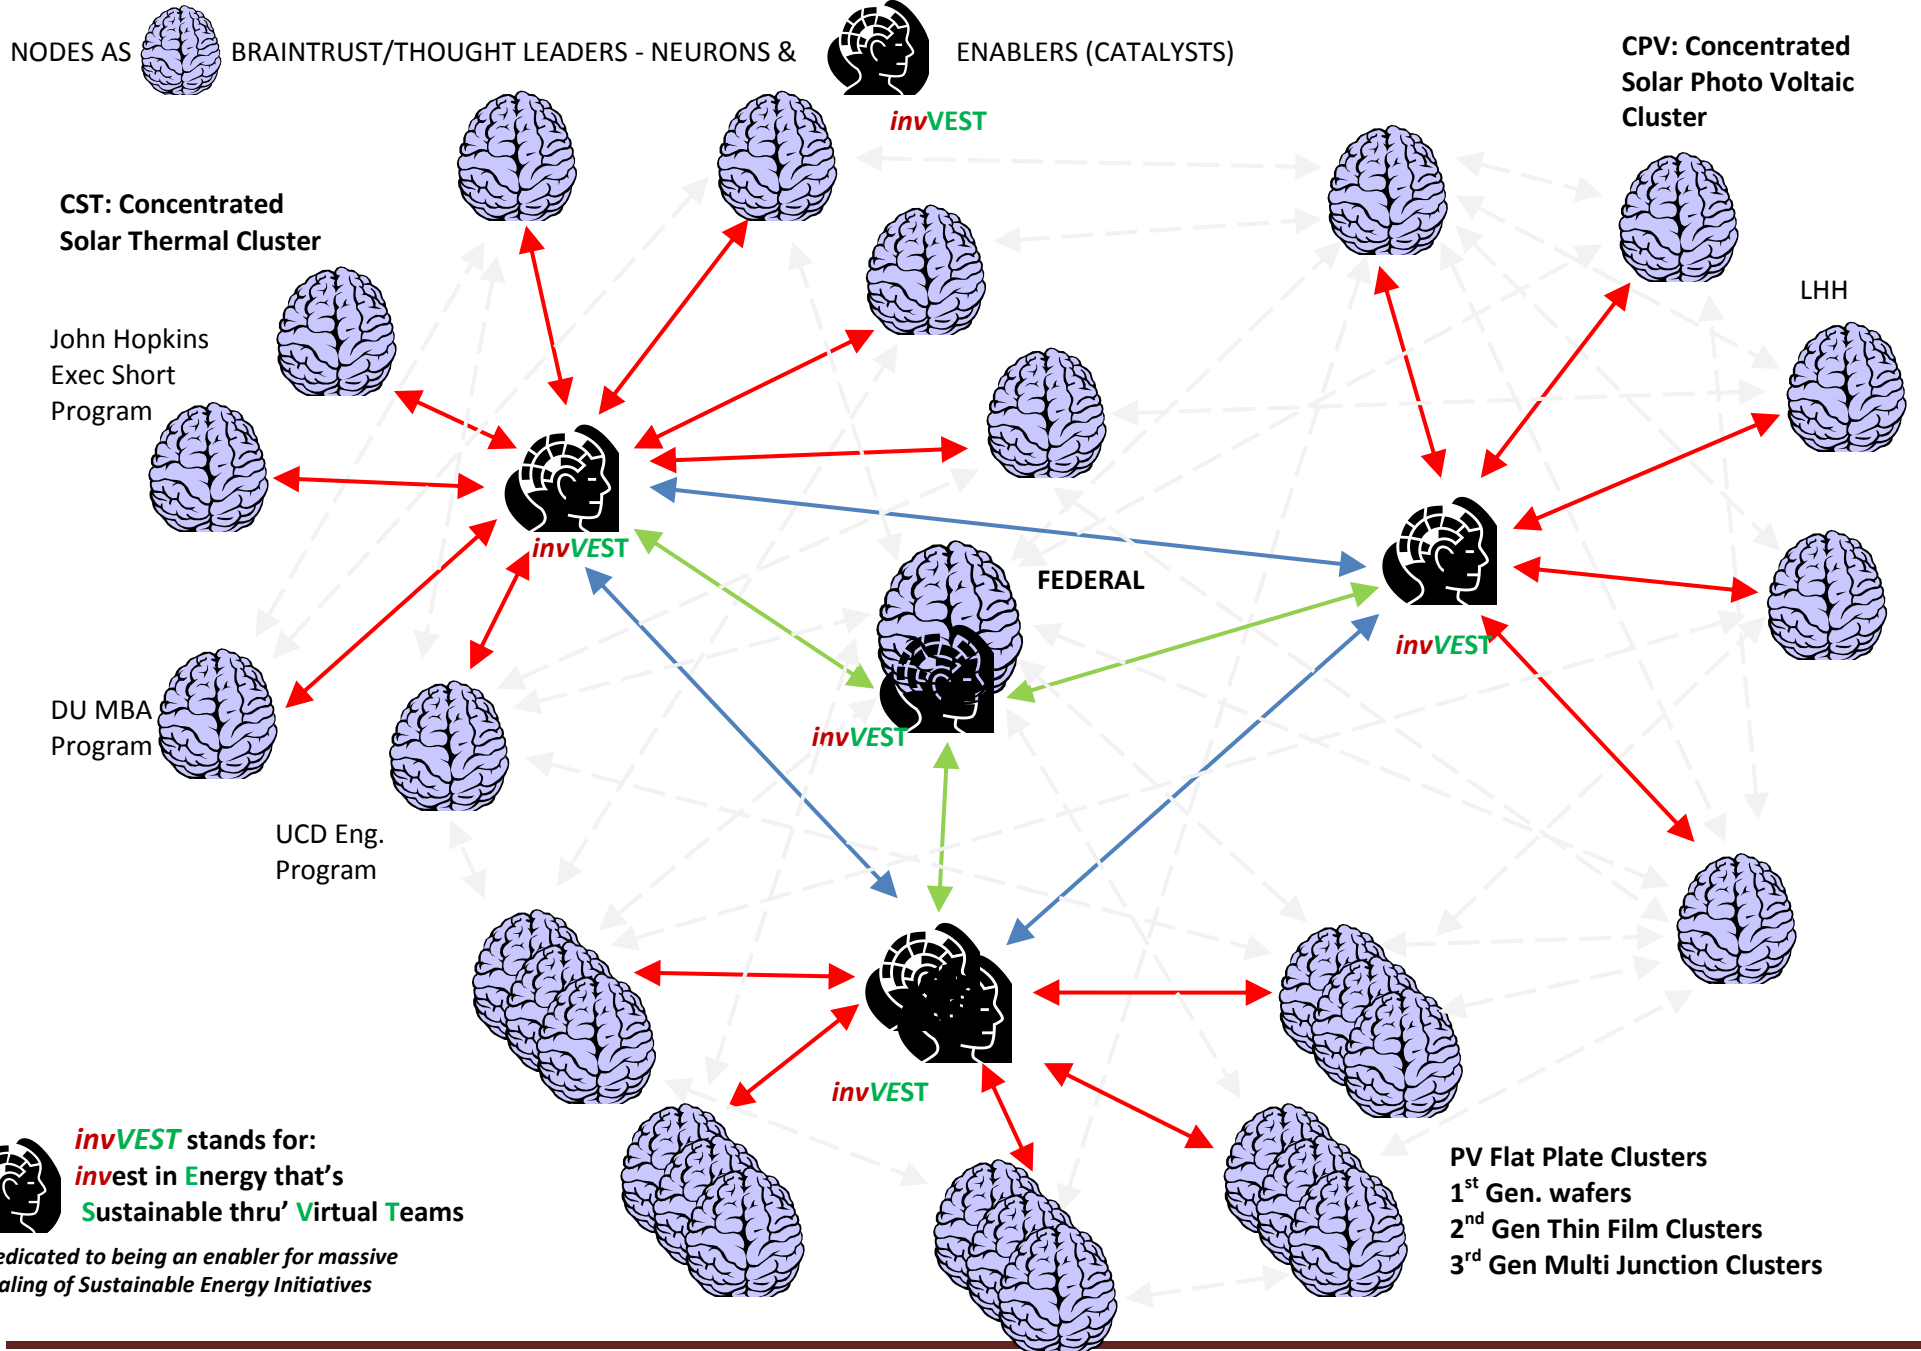 NODES AS BRAINTRUST/THOUGHT LEADERS - NEURONS & ENABLERS (CATALYSTS)
invVEST
CPV: Concentrated
Solar Photo Voltaic
Cluster
CST: Concentrated
Solar Thermal Cluster
LHH
John Hopkins
Exec Short
Program
invVEST
FEDERAL
invVEST
DU MBA
Program
invVEST
UCD Eng.
Program
invVEST
invVEST stands for:
invest in Energy that's
Sustainable thru' Virtual Teams
edicated to being an enabler for massive
aling of Sustainable Energy Initiatives
PV Flat Plate Clusters
1st Gen. wafers
2nd Gen Thin Film Clusters
3rd Gen Multi Junction Clusters